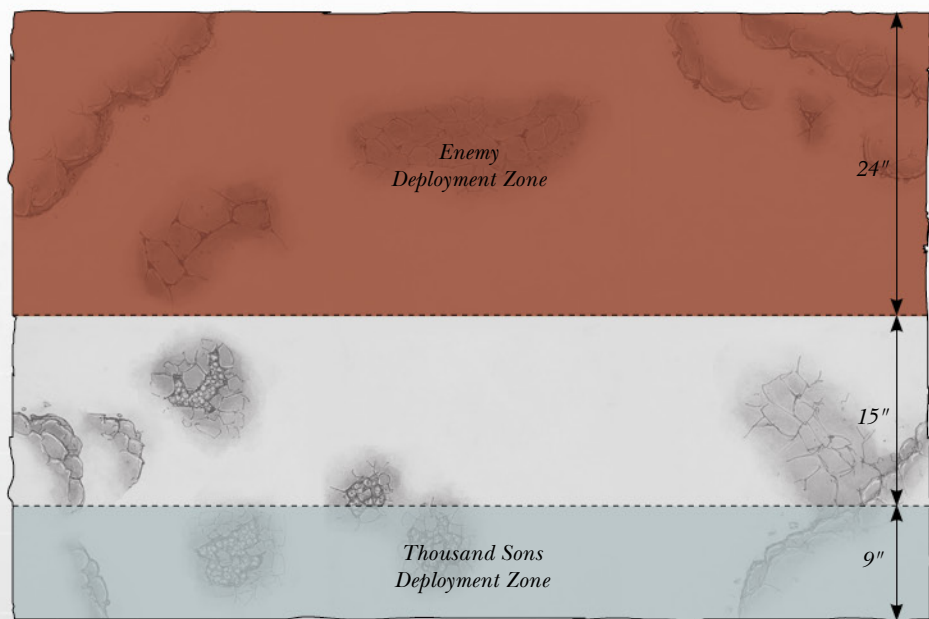 Enemy
Deployment Zone
24"
15"
Thousand Sons
Deployment Zone
9"